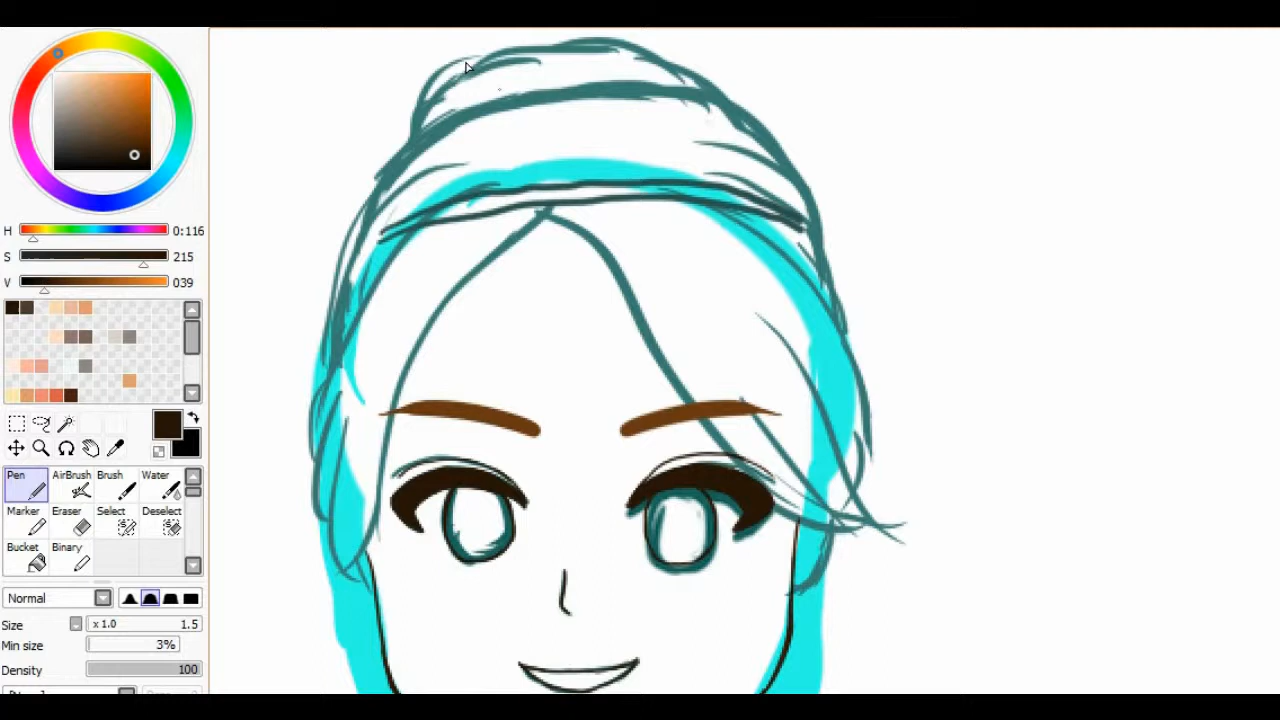 H 0:116
S 215
V 039
Pen AirBrush Brush Water
Marker Eraser Select Deselect
Bucket Binary
Normal
Size x 1.0 1.5
Min size 3%
Density 100